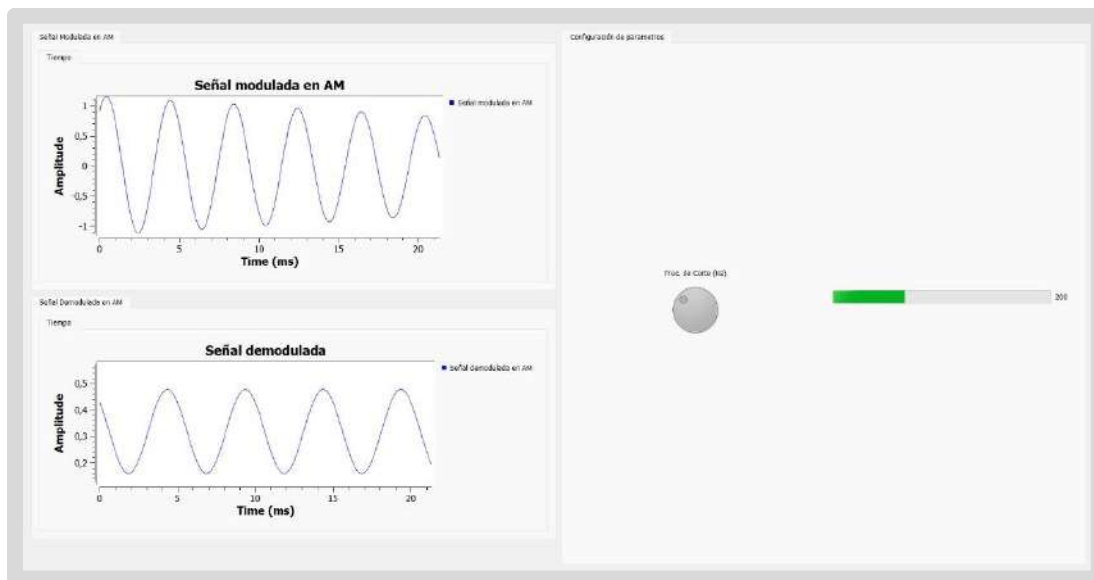 Señal Modulada en AM
Tiempo
Señal modulada en AM
Señal modulada en AM
Amplitude
1
0,5
0
-0,5
-1
0 5 10 15 20
Time (ms)
Señal Demodulada en AM
Tiempo
Señal demodulada
Señal demodulada en AM
Amplitude
0,5
0,4
0,3
0,2
0 5 10 15 20
Time (ms)
Configuración de parametros
Frec. de Corte (Hz)
200